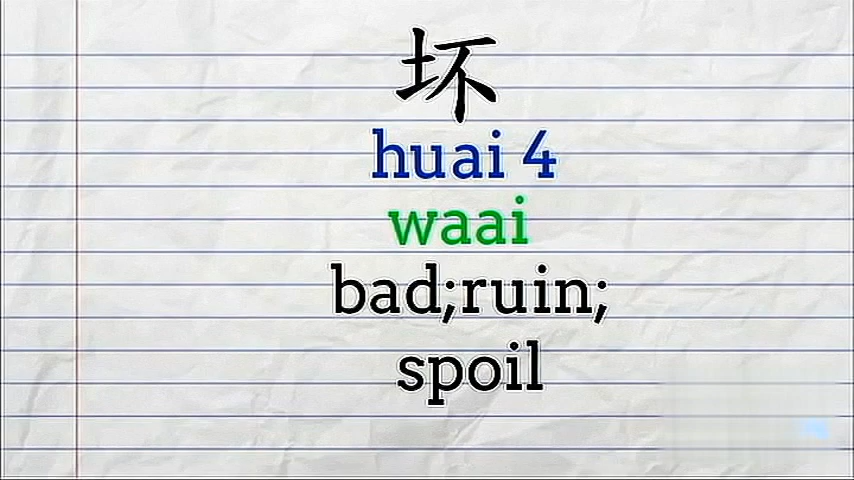 坏
huai 4
waai
bad;ruin;
spoil